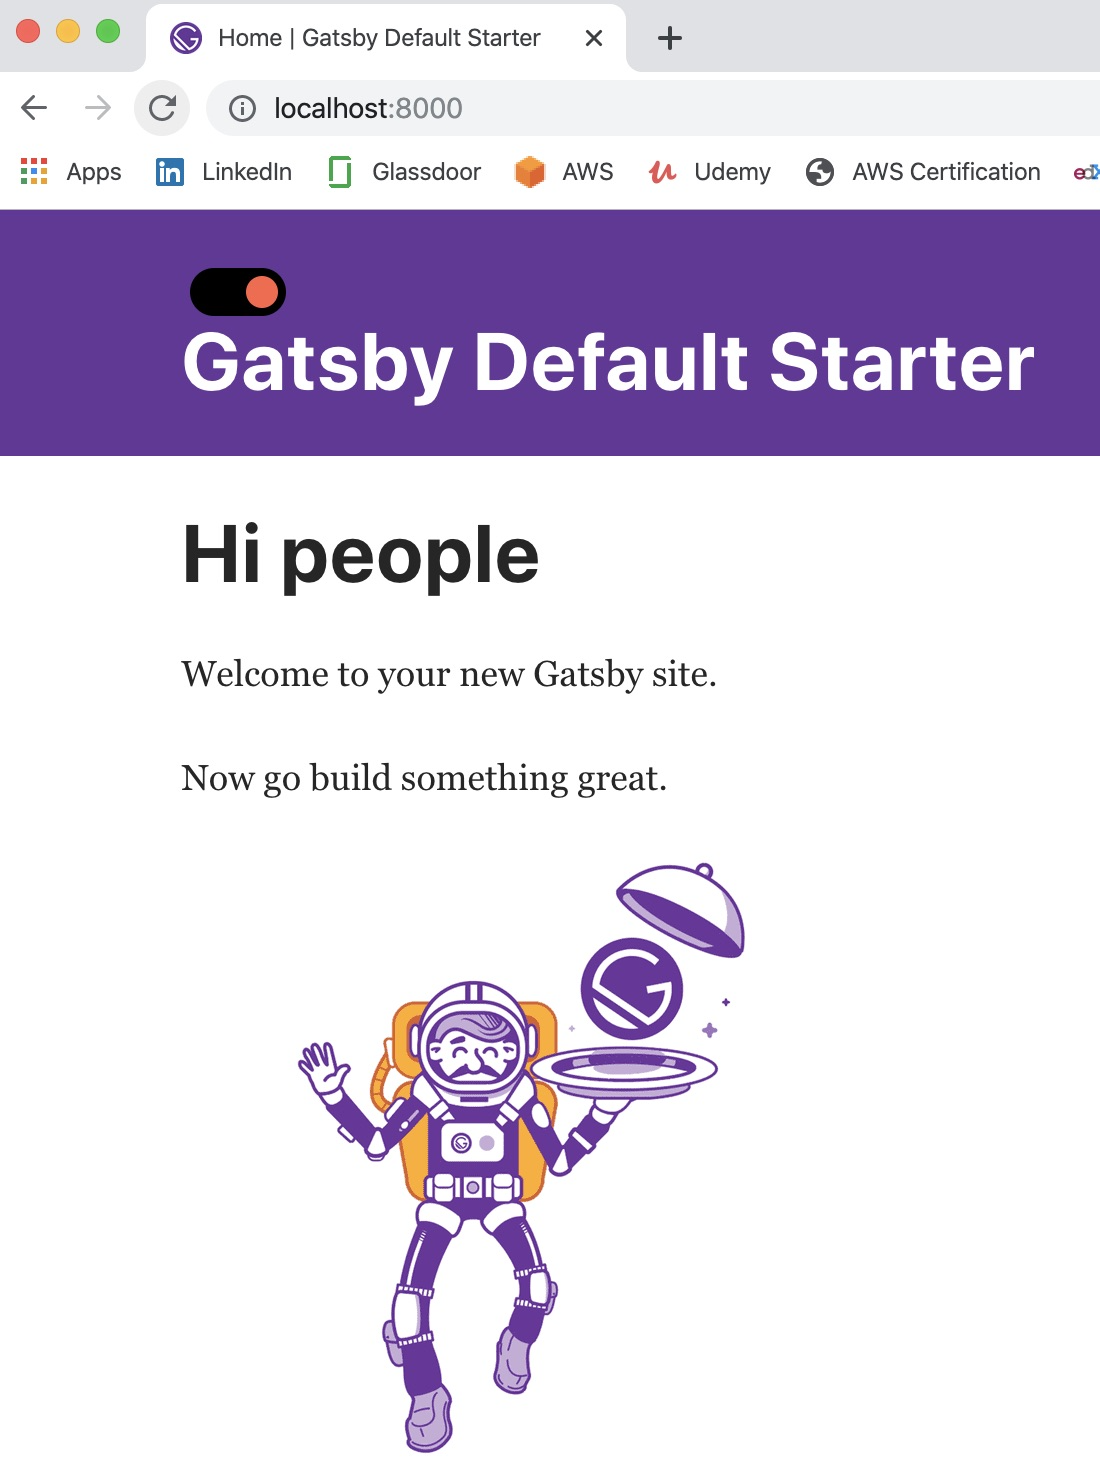 Home | Gatsby Default Starter
localhost:8000
Apps LinkedIn Glassdoor AWS Udemy AWS Certification edX
Gatsby Default Starter
Hi people
Welcome to your new Gatsby site.
Now go build something great.